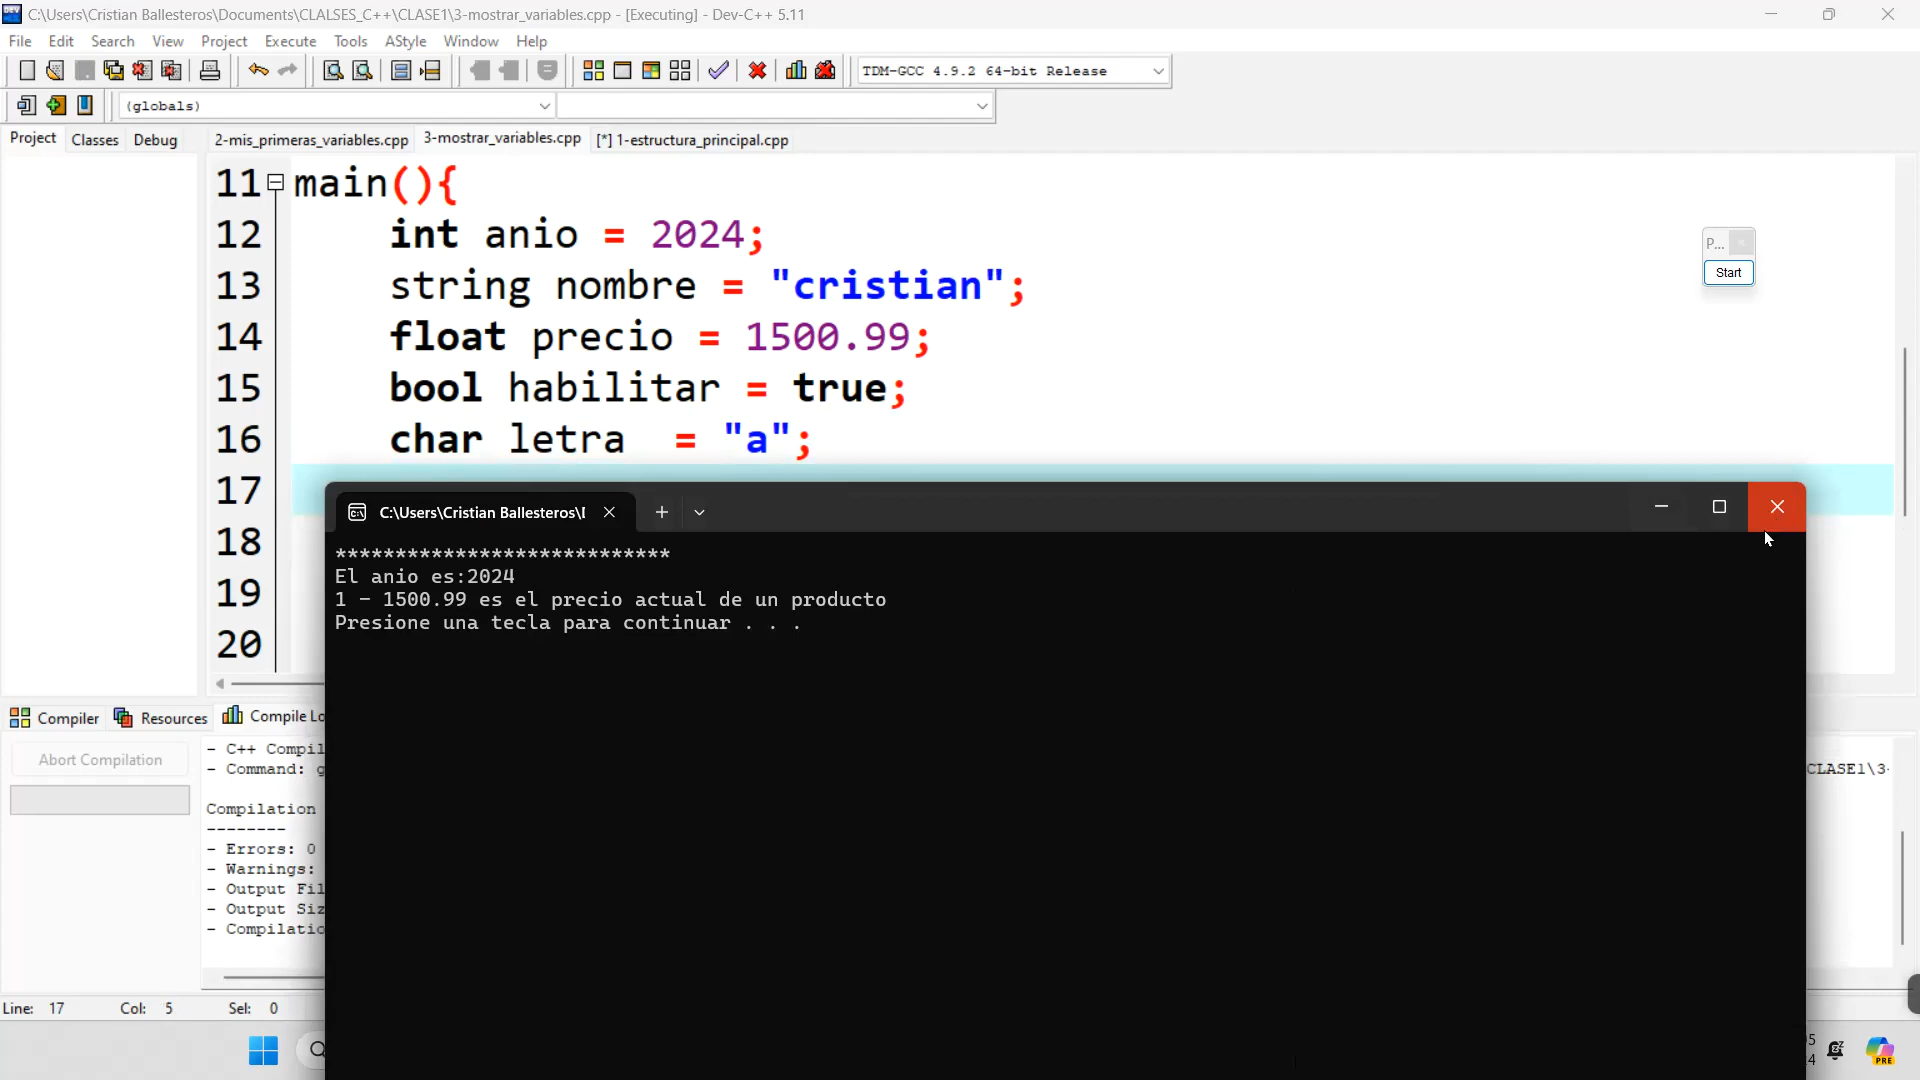 C:\Users\Cristian Ballesteros\Documents\CLALSES_C++\CLASE1\3-mostrar_variables.cpp - [Executing] - Dev-C++ 5.11
File Edit Search View Project Execute Tools AStyle Window Help
TDM-GCC 4.9.2 64-bit Release
(globals)
Project Classes Debug 2-mis_primeras_variables.cpp 3-mostrar_variables.cpp [*] 1-estructura_principal.cpp
11 main(){
12 int anio = 2024;
13 string nombre = "cristian";
14 float precio = 1500.99;
15 bool habilitar = true;
16 char letra = "a";
17
18
19
20
P...
Start
C:\Users\Cristian Ballesteros\
****************************
El anio es:2024
1 - 1500.99 es el precio actual de un producto
Presione una tecla para continuar . . .
Compiler Resources Compile Lo
Abort Compilation
- C++ Compil
- Command: g
CLASE1\3-
Compilation
--------
- Errors: 0
- Warnings:
- Output Fil
- Output Siz
- Compilatio
Line: 17 Col: 5 Sel: 0
5
4
PRE